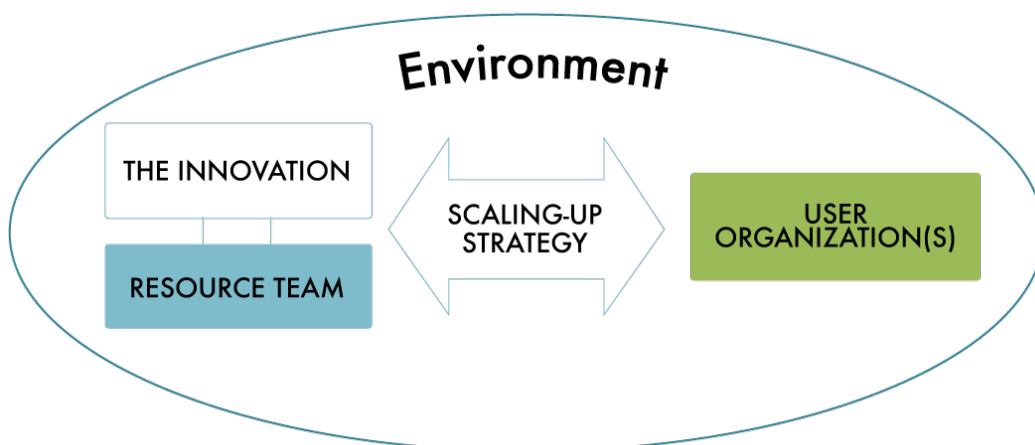 Environment
THE INNOVATION
RESOURCE TEAM
SCALING-UP
STRATEGY
USER
ORGANIZATION(S)